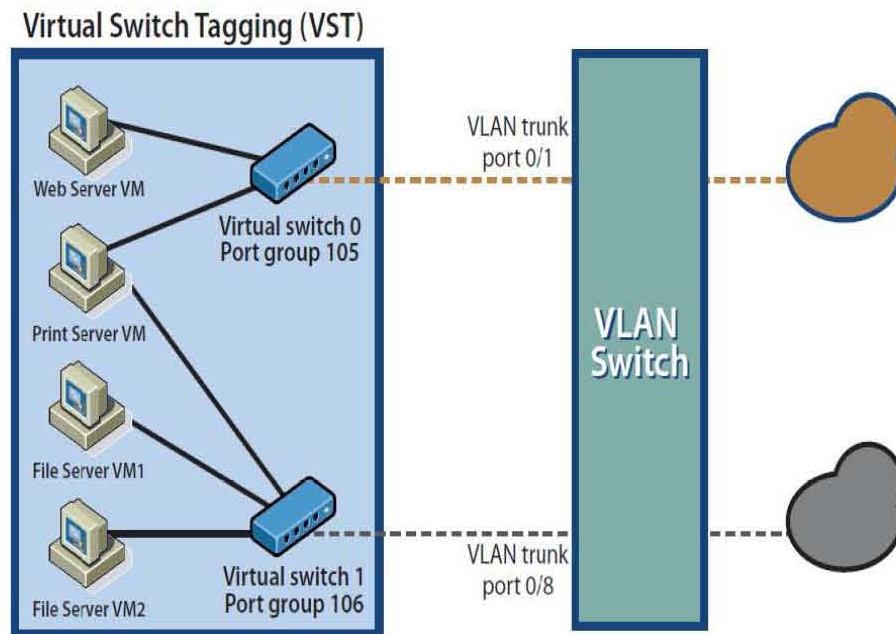 Virtual Switch Tagging (VST)
Web Server VM
Virtual switch 0
Port group 105
Print Server VM
File Server VM1
File Server VM2
Virtual switch 1
Port group 106
VLAN trunk
port 0/1
VLAN
Switch
VLAN trunk
port 0/8